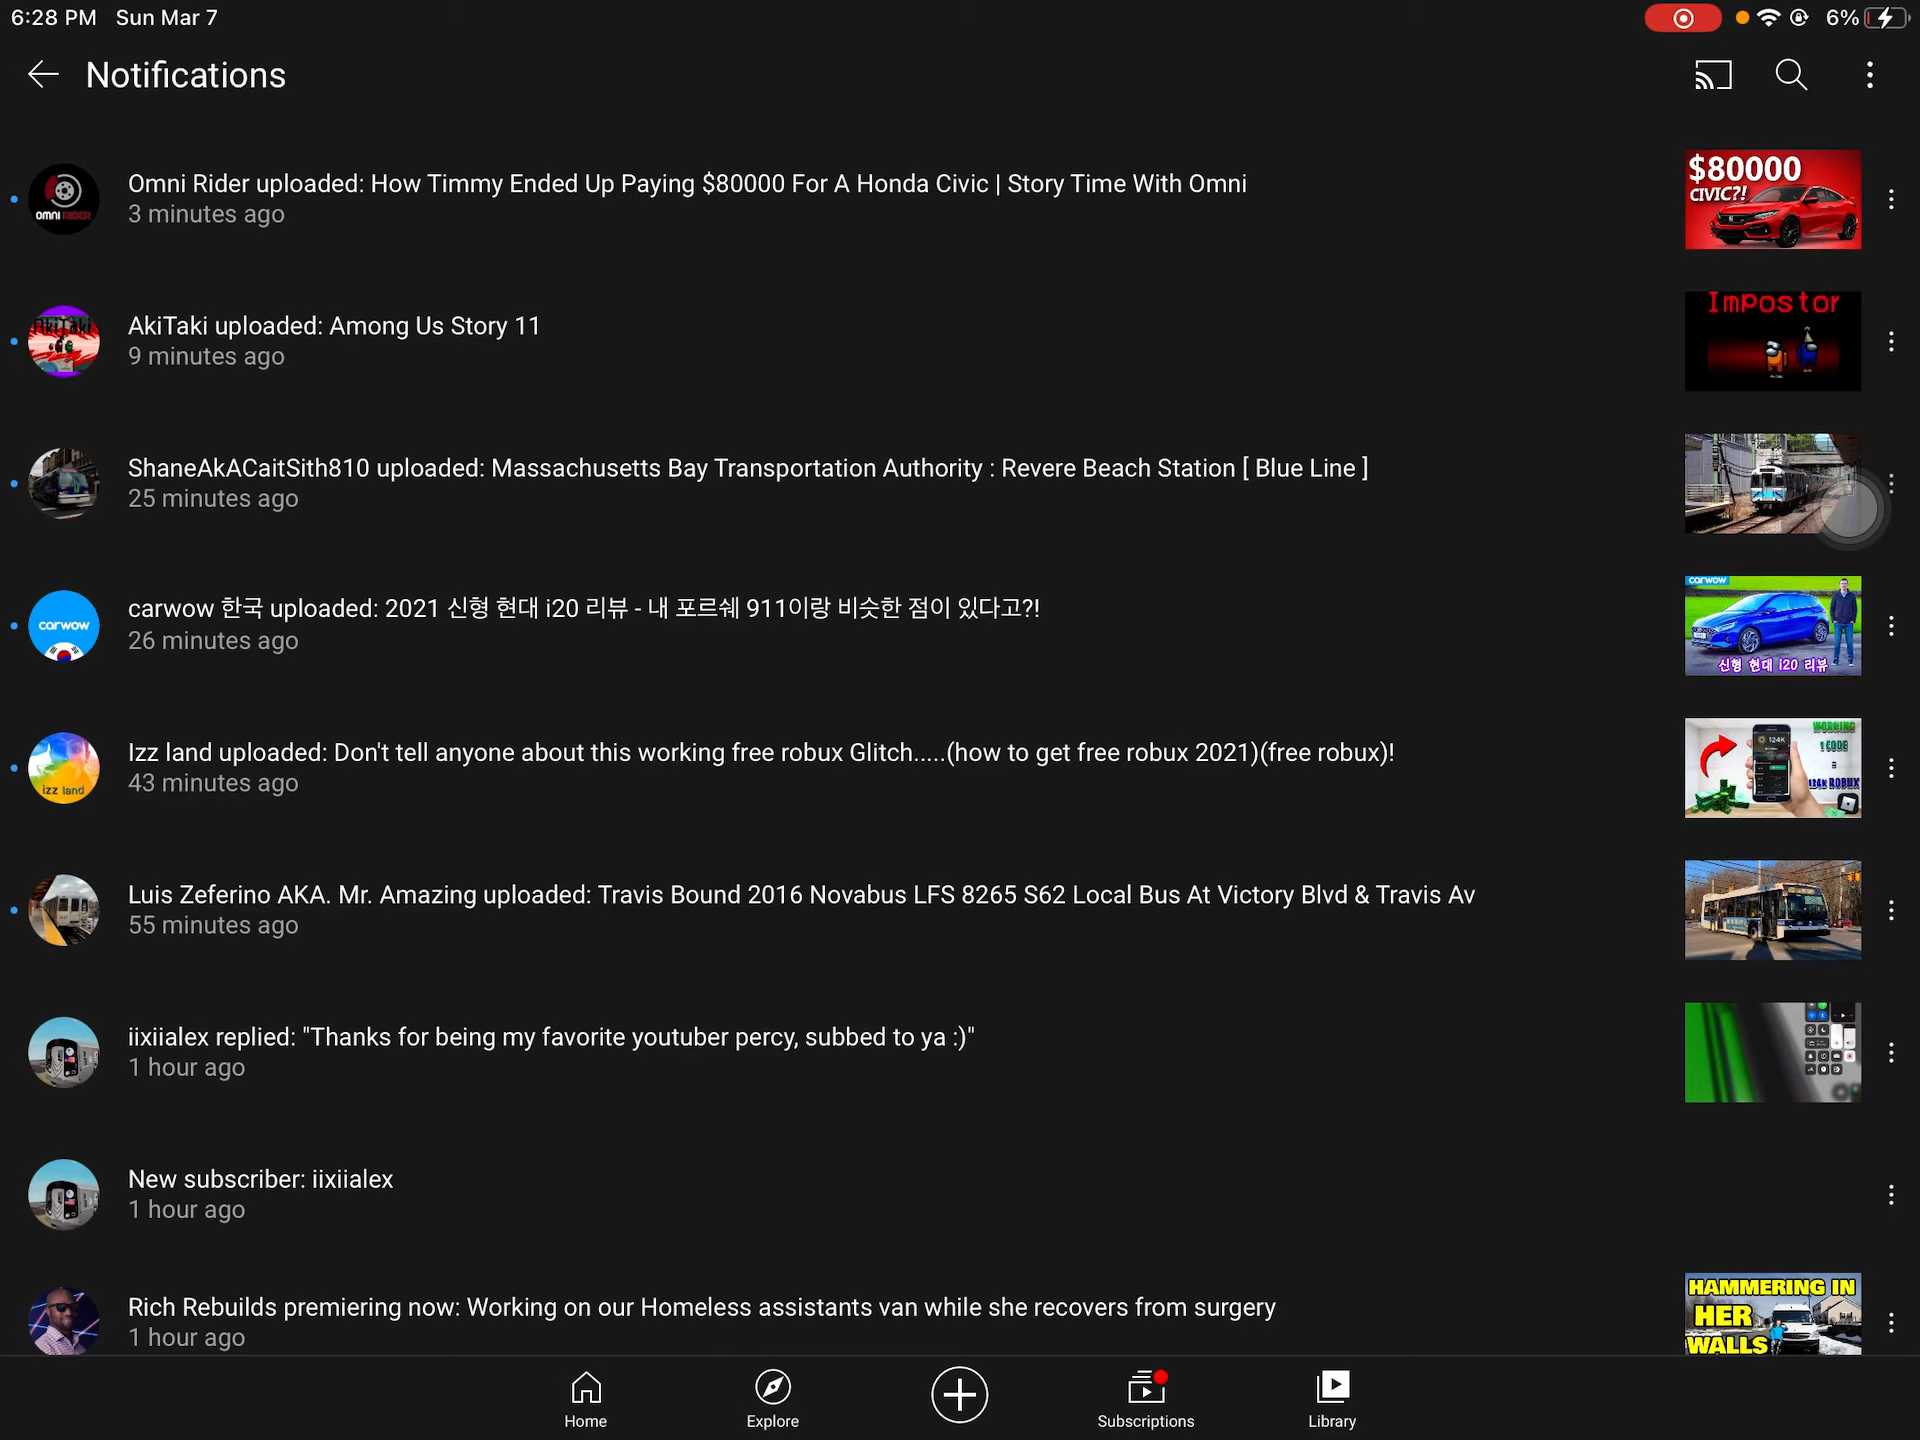 6:28 PM Sun Mar 7 6%
Notifications
Omni Rider uploaded: How Timmy Ended Up Paying $80000 For A Honda Civic | Story Time With Omni
3 minutes ago
OMNI RIDER
$80000
CIVIC?!
AkiTaki uploaded: Among Us Story 11
9 minutes ago
AkiTaki
Impostor
ShaneAkACaitSith810 uploaded: Massachusetts Bay Transportation Authority : Revere Beach Station [ Blue Line ]
25 minutes ago
carwow 한국 uploaded: 2021 신형 현대 i20 리뷰 - 내 포르쉐 911이랑 비슷한 점이 있다고?!
26 minutes ago
carwow
carwow
신형 현대 i20 리뷰
Izz land uploaded: Don't tell anyone about this working free robux Glitch.....(how to get free robux 2021)(free robux)!
43 minutes ago
izz land
WORKING
1 CODE
=
124K ROBUX
124K
Luis Zeferino AKA. Mr. Amazing uploaded: Travis Bound 2016 Novabus LFS 8265 S62 Local Bus At Victory Blvd & Travis Av
55 minutes ago
iixiialex replied: "Thanks for being my favorite youtuber percy, subbed to ya :)"
1 hour ago
New subscriber: iixiialex
1 hour ago
Rich Rebuilds premiering now: Working on our Homeless assistants van while she recovers from surgery
1 hour ago
HAMMERING IN
HER
WALLS
Home
Explore
Subscriptions
Library